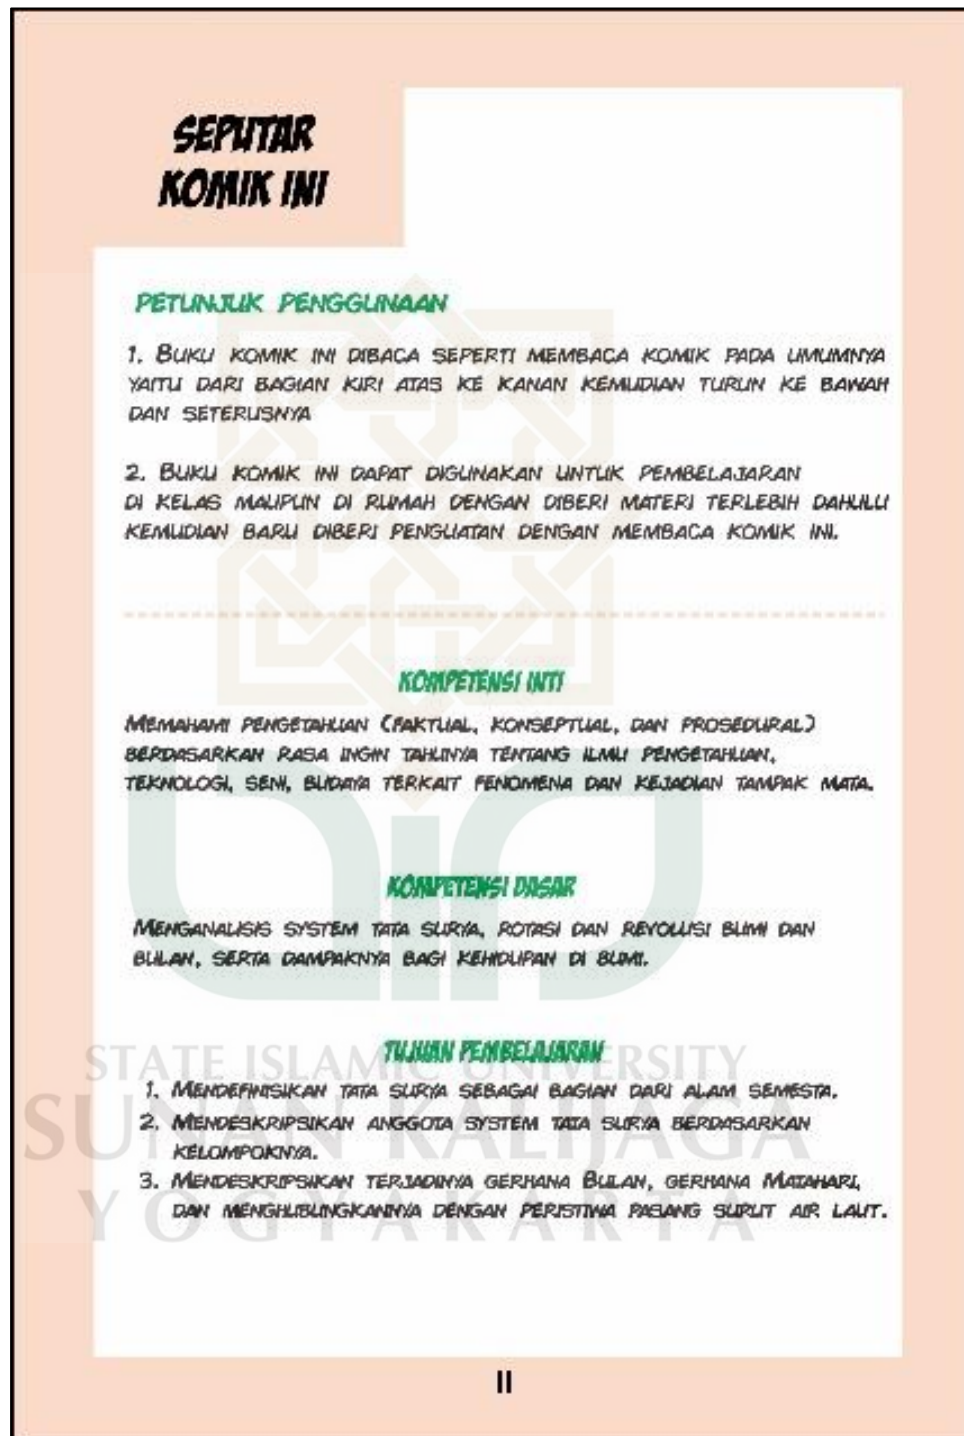 SEPUTAR
KOMIK INI
PETUNJUK PENGGUNAAN
1. BUKU KOMIK INI DIBACA SEPERTI MEMBACA KOMIK PADA UMUMNYA
YAITU DARI BAGIAN KIRI ATAS KE KANAN KEMUDIAN TURUN KE BAWAH
DAN SETERUSNYA
2. BUKU KOMIK INI DAPAT DIGUNAKAN UNTUK PEMBELAJARAN
DI KELAS MAUPUN DI RUMAH DENGAN DIBERI MATERI TERLEBIH DAHULU
KEMUDIAN BARU DIBERI PENGUATAN DENGAN MEMBACA KOMIK INI.
KOMPETENSI INTI
MEMAHAMI PENGETAHUAN (FAKTUAL, KONSEPTUAL, DAN PROSEDURAL)
BERDASARKAN RASA INGIN TAHUNYA TENTANG ILMU PENGETAHUAN,
TEKNOLOGI, SENI, BUDAYA TERKAIT FENOMENA DAN KEJADIAN TAMPAK MATA.
KOMPETENSI DASAR
MENGANALISIS SYSTEM TATA SURYA, ROTASI DAN REVOLUSI BUMI DAN
BULAN, SERTA DAMPAKNYA BAGI KEHIDUPAN DI BUMI.
TUJUAN PEMBELAJARAN
1. MENDEFINISIKAN TATA SURYA SEBAGAI BAGIAN DARI ALAM SEMESTA.
2. MENDESKRIPSIKAN ANGGOTA SYSTEM TATA SURYA BERDASARKAN
KELOMPOKNYA.
3. MENDESKRIPSIKAN TERJADINYA GERHANA BULAN, GERHANA MATAHARI,
DAN MENGHUBUNGKANNYA DENGAN PERISTIWA PASANG SURUT AIR LAUT.
STATE ISLAMIC UNIVERSITY
SUNAN KALIJAGA
YOGYAKARTA
II